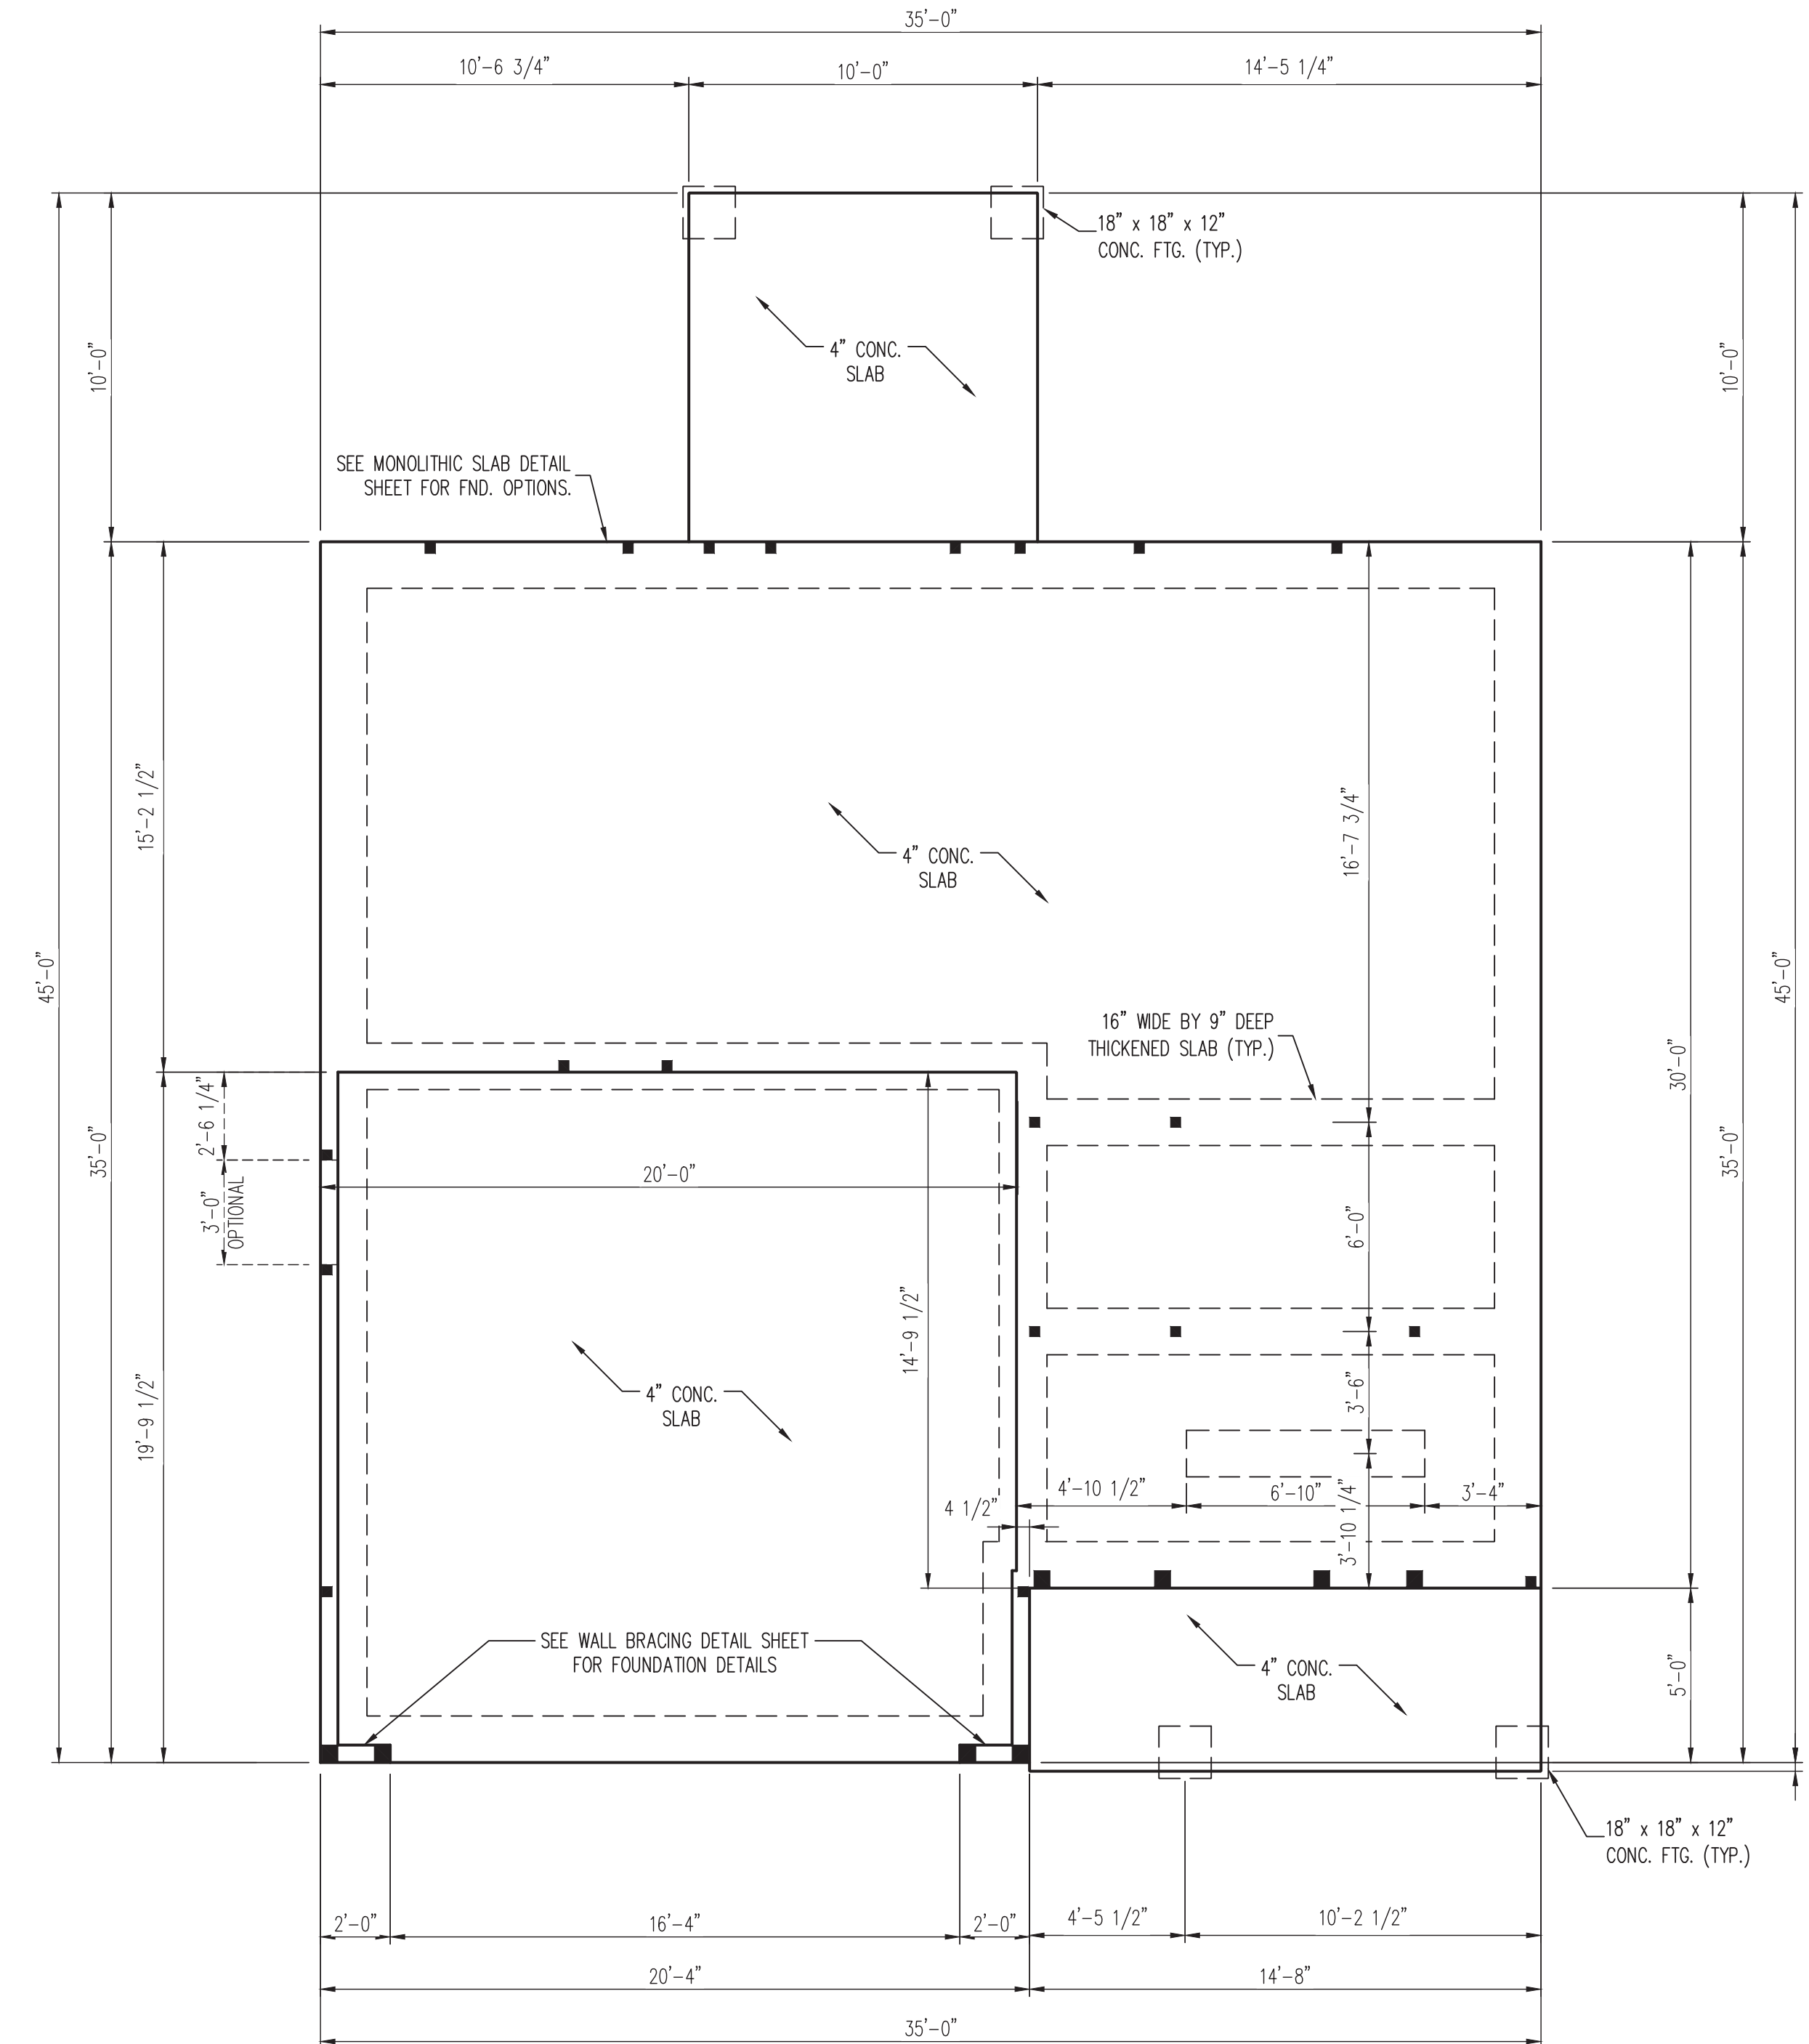 35'-0"
10'-6 3/4"
10'-0"
14'-5 1/4"
18" x 18" x 12"
CONC. FTG. (TYP.)
4" CONC.
SLAB
10'-0"
10'-0"
SEE MONOLITHIC SLAB DETAIL
SHEET FOR FND. OPTIONS.
15'-2 1/2"
16'-7 3/4"
4" CONC.
SLAB
45'-0"
45'-0"
16" WIDE BY 9" DEEP
THICKENED SLAB (TYP.)
30'-0"
35'-0"
2'-6 1/4"
35'-0"
20'-0"
3'-0"
OPTIONAL
6'-0"
14'-9 1/2"
19'-9 1/2"
4" CONC.
SLAB
3'-6"
4'-10 1/2"
6'-10"
3'-4"
4 1/2"
3'-10 1/4"
SEE WALL BRACING DETAIL SHEET
FOR FOUNDATION DETAILS
4" CONC.
SLAB
5'-0"
18" x 18" x 12"
CONC. FTG. (TYP.)
2'-0"
16'-4"
2'-0"
4'-5 1/2"
10'-2 1/2"
20'-4"
14'-8"
35'-0"